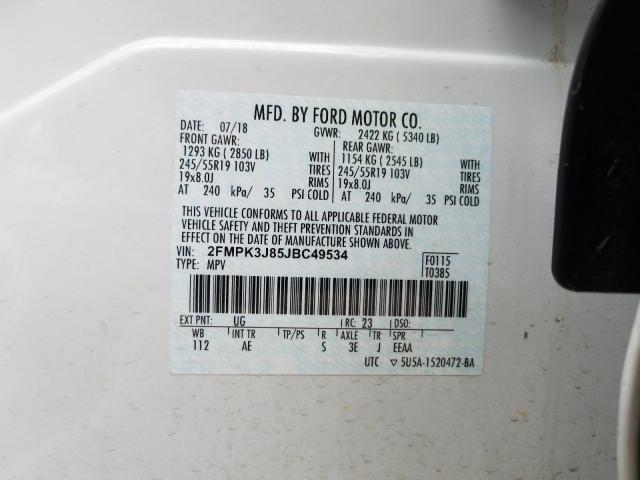 MFD. BY FORD MOTOR CO.
DATE: 07/18 GVWR: 2422 KG ( 5340 LB)
FRONT GAWR: REAR GAWR:
1293 KG ( 2850 LB) WITH 1154 KG ( 2545 LB) WITH
245/55R19 103V TIRES 245/55R19 103V TIRES
19x8.0J RIMS 19x8.0J RIMS
AT 240 kPa/ 35 PSI COLD AT 240 kPa/ 35 PSI COLD
THIS VEHICLE CONFORMS TO ALL APPLICABLE FEDERAL MOTOR
VEHICLE SAFETY AND THEFT PREVENTION STANDARDS IN
EFFECT ON THE DATE OF MANUFACTURE SHOWN ABOVE.
VIN: 2FMPK3J85JBC49534 F0115
TYPE: MPV T0385
EXT PNT: UG RC: 23 DSO:
WB INT TR TP/PS R AXLE TR SPR
112 AE S 3E J EEAA
UTC ▽ 5U5A-1520472-BA